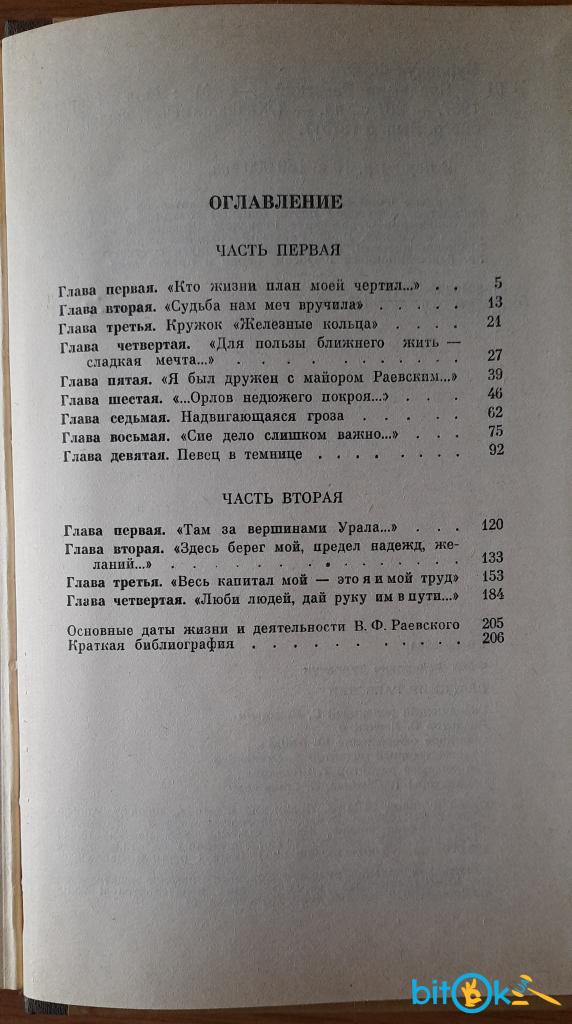 ОГЛАВЛЕНИЕ
ЧАСТЬ ПЕРВАЯ
Глава первая. «Кто жизни план моей чертил...» . . 5
Глава вторая. «Судьба нам меч вручила» . . . . . 13
Глава третья. Кружок «Железные кольца» . . . . 21
Глава четвертая. «Для пользы ближнего жить —
сладкая мечта...» . . . . . . . . . . . 27
Глава пятая. «Я был дружен с майором Раевским...» 39
Глава шестая. «...Орлов недюжего покроя...» . . . 46
Глава седьмая. Надвигающаяся гроза . . . . . 62
Глава восьмая. «Сие дело слишком важно...» . . . 75
Глава девятая. Певец в темнице . . . . . . . . 92
ЧАСТЬ ВТОРАЯ
Глава первая. «Там за вершинами Урала...» . . . 120
Глава вторая. «Здесь берег мой, предел надежд, же-
ланий...» . . . . . . . . . . . . 133
Глава третья. «Весь капитал мой — это я и мой труд» 153
Глава четвертая. «Люби людей, дай руку им в пути...» 184
Основные даты жизни и деятельности В. Ф. Раевского 205
Краткая библиография . . . . . . . . . . . 206
bitOk